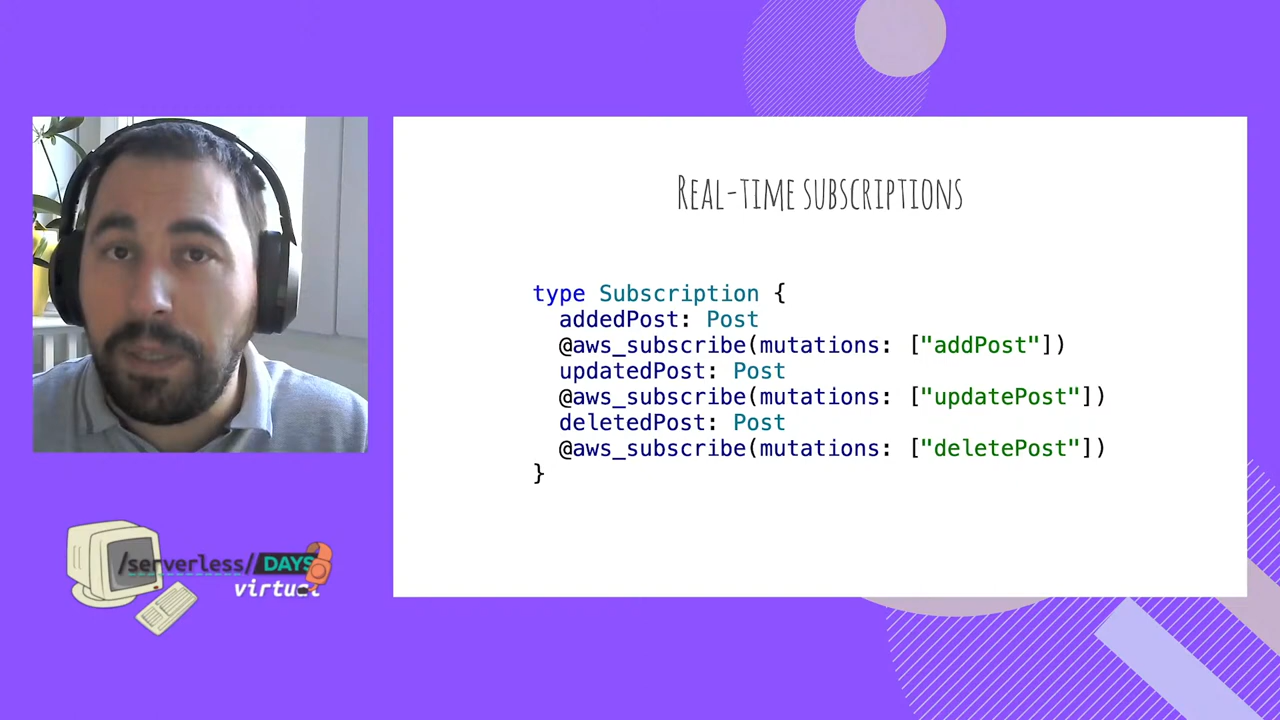 Real-time subscriptions
type Subscription {
addedPost: Post
@aws_subscribe(mutations: ["addPost"])
updatedPost: Post
@aws_subscribe(mutations: ["updatePost"])
deletedPost: Post
@aws_subscribe(mutations: ["deletePost"])
}
/serverless/DAYS
virtual